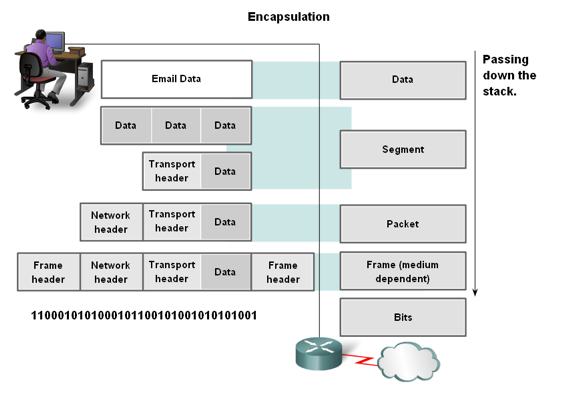 Encapsulation
Passing
down the
stack.
Email Data
Data
Data Data Data
Segment
Transport
header
Data
Network
header
Transport
header
Data
Packet
Frame
header
Network
header
Transport
header
Data
Frame
header
Frame (medium
dependent)
1100010101000101100101001010101001
Bits